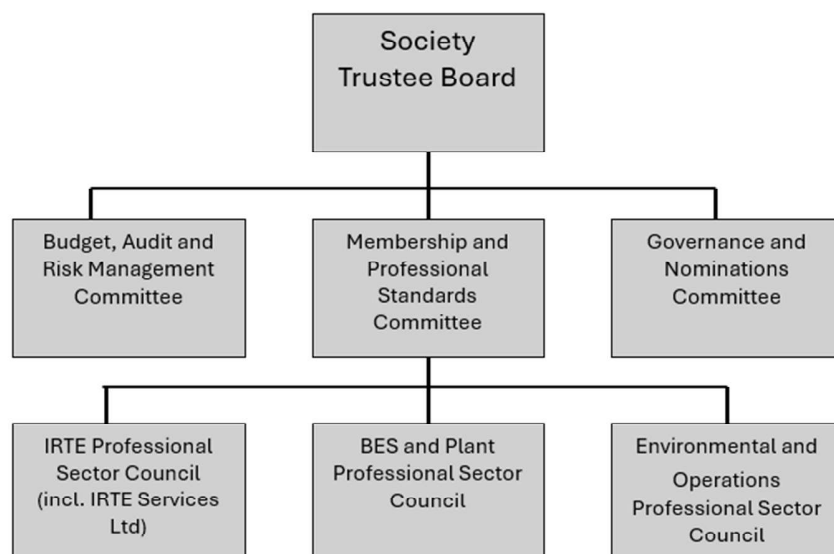 Society
Trustee Board
Budget, Audit and
Risk Management
Committee
Membership and
Professional
Standards
Committee
Governance and
Nominations
Committee
IRTE Professional
Sector Council
(incl. IRTE Services
Ltd)
BES and Plant
Professional Sector
Council
Environmental and
Operations
Professional Sector
Council